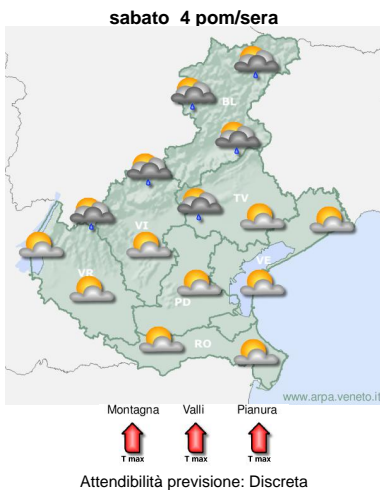 sabato 4 pom/sera
BL
TV
VI
VE
VR
PD
RO
www.arpa.veneto.it
Montagna Valli Pianura
T max T max T max
Attendibilità previsione: Discreta